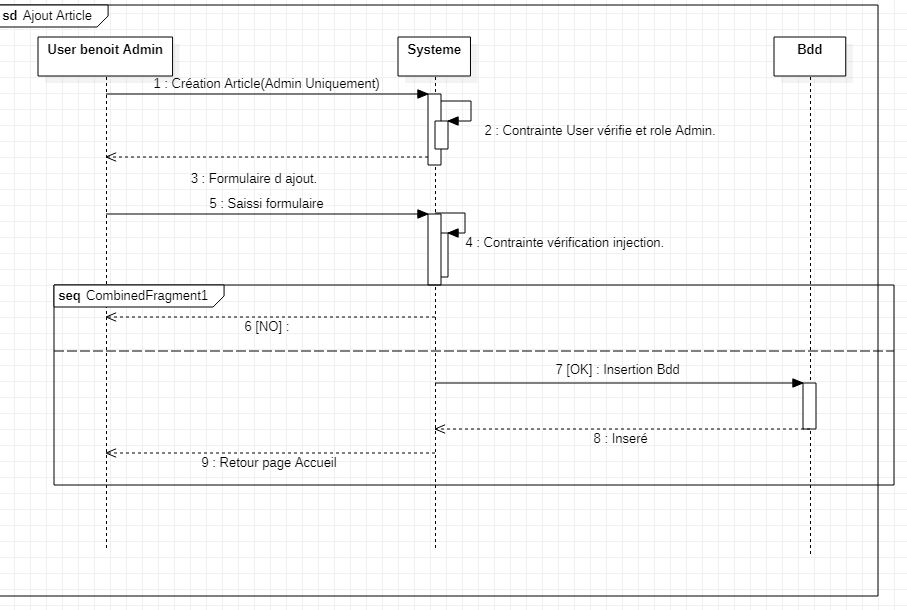 sd Ajout Article
User benoit Admin
Systeme
Bdd
1 : Création Article(Admin Uniquement)
2 : Contrainte User vérifie et role Admin.
3 : Formulaire d ajout.
5 : Saissi formulaire
4 : Contrainte vérification injection.
seq CombinedFragment1
6 [NO] :
7 [OK] : Insertion Bdd
8 : Inseré
9 : Retour page Accueil